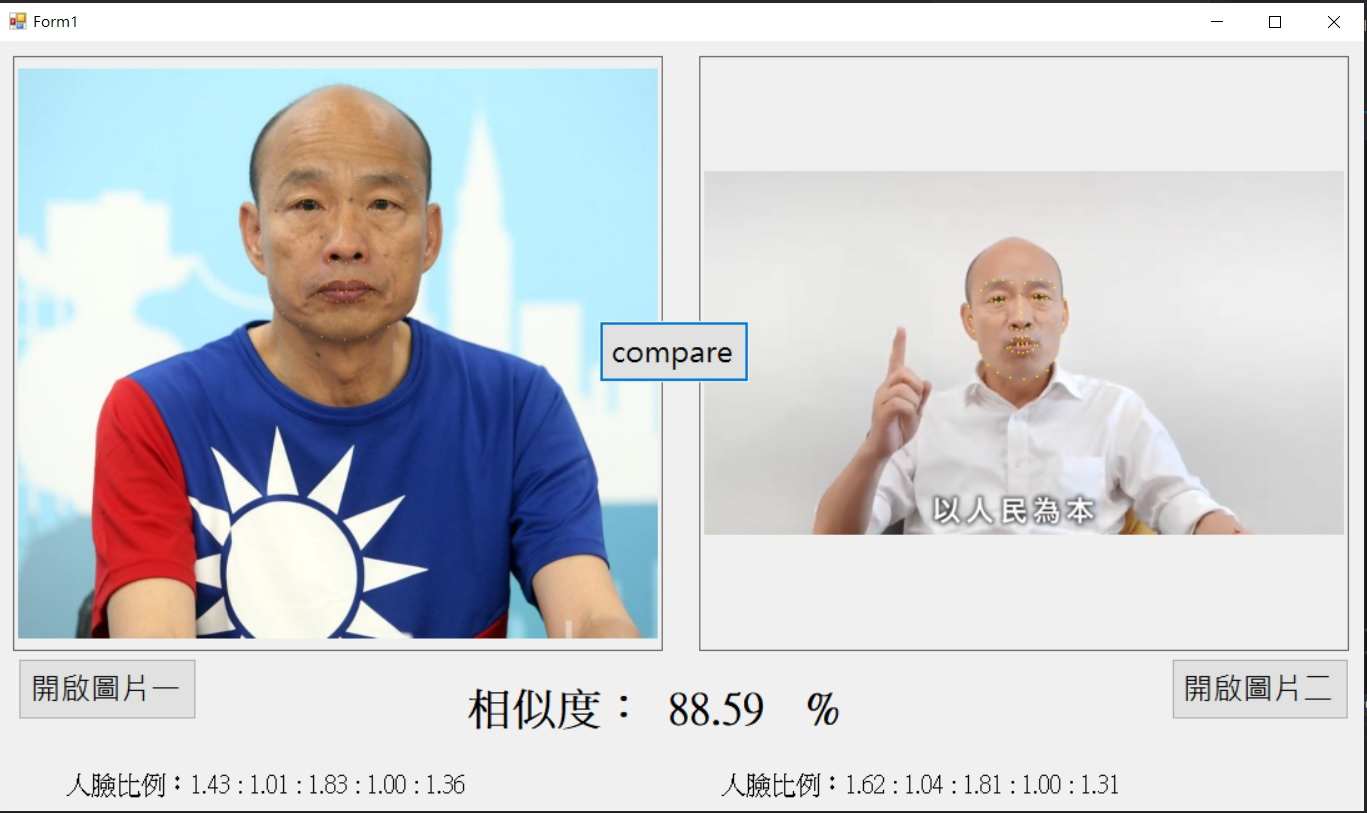 Form1
compare
以人民為本
開啟圖片一
開啟圖片二
相似度： 88.59 %
人臉比例：1.43 : 1.01 : 1.83 : 1.00 : 1.36
人臉比例：1.62 : 1.04 : 1.81 : 1.00 : 1.31